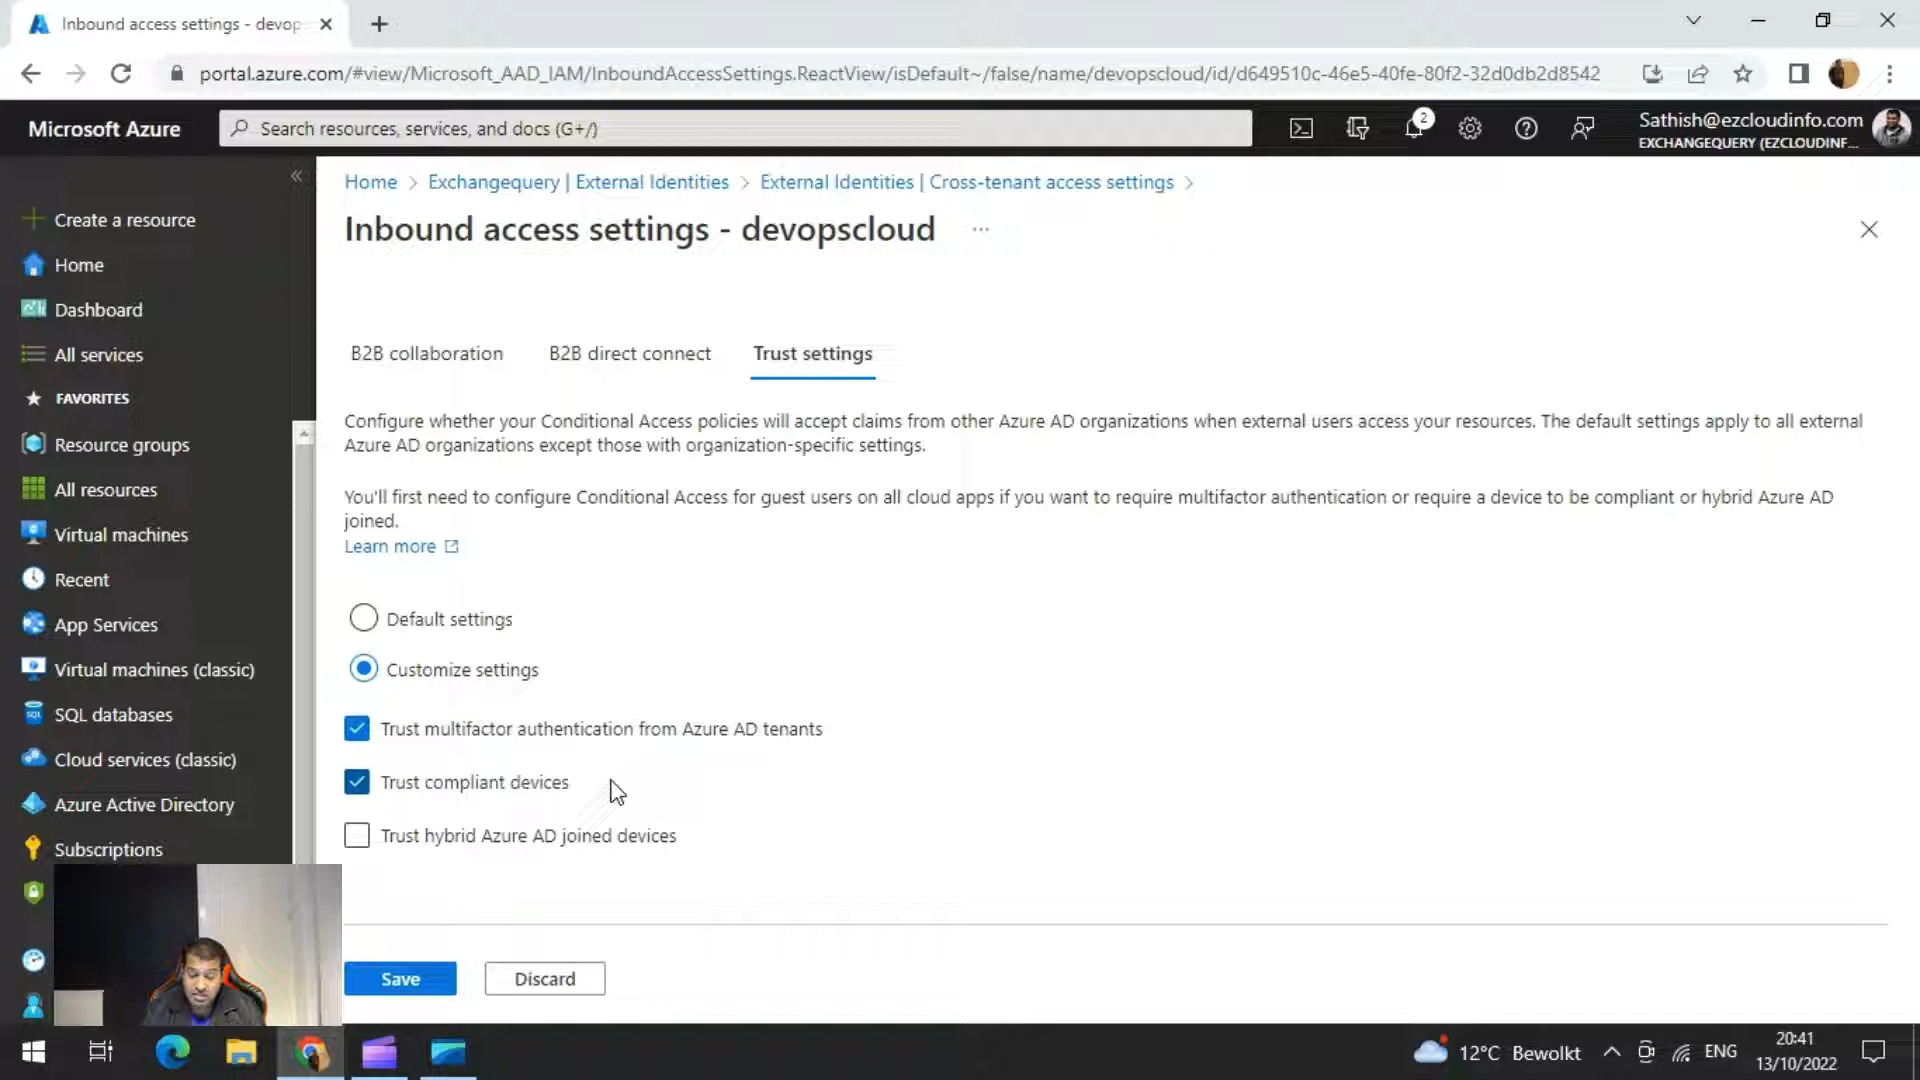 Inbound access settings - devop
portal.azure.com/#view/Microsoft_AAD_IAM/InboundAccessSettings.ReactView/isDefault~/false/name/devopscloud/id/d649510c-46e5-40fe-80f2-32d0db2d8542
Microsoft Azure
Search resources, services, and docs (G+/)
2
Sathish@ezcloudinfo.com
EXCHANGEQUERY (EZCLOUDINF...
Create a resource
Home
Dashboard
All services
FAVORITES
Resource groups
All resources
Virtual machines
Recent
App Services
Virtual machines (classic)
SQL databases
Cloud services (classic)
Azure Active Directory
Subscriptions
Home > Exchangequery | External Identities > External Identities | Cross-tenant access settings >
Inbound access settings - devopscloud ...
B2B collaboration
B2B direct connect
Trust settings
Configure whether your Conditional Access policies will accept claims from other Azure AD organizations when external users access your resources. The default settings apply to all external
Azure AD organizations except those with organization-specific settings.
You'll first need to configure Conditional Access for guest users on all cloud apps if you want to require multifactor authentication or require a device to be compliant or hybrid Azure AD
joined.
Learn more
Default settings
Customize settings
Trust multifactor authentication from Azure AD tenants
Trust compliant devices
Trust hybrid Azure AD joined devices
Save
Discard
12°C Bewolkt
ENG
20:41
13/10/2022